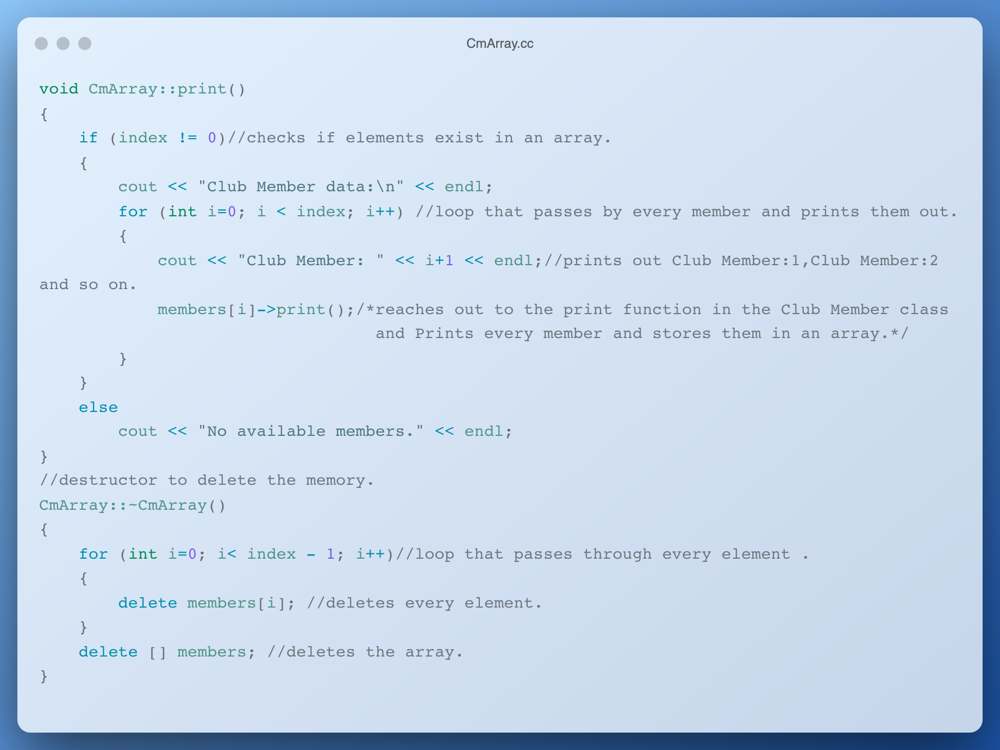 CmArray.cc
void CmArray::print()
{
    if (index != 0)//checks if elements exist in an array.
    {
        cout << "Club Member data:\n" << endl;
        for (int i=0; i < index; i++) //loop that passes by every member and prints them out.
        {
            cout << "Club Member: " << i+1 << endl;//prints out Club Member:1,Club Member:2
and so on.
            members[i]->print();/*reaches out to the print function in the Club Member class
                                  and Prints every member and stores them in an array.*/
        }
    }
    else
        cout << "No available members." << endl;
}
//destructor to delete the memory.
CmArray::~CmArray()
{
    for (int i=0; i< index - 1; i++)//loop that passes through every element .
    {
        delete members[i]; //deletes every element.
    }
    delete [] members; //deletes the array.
}